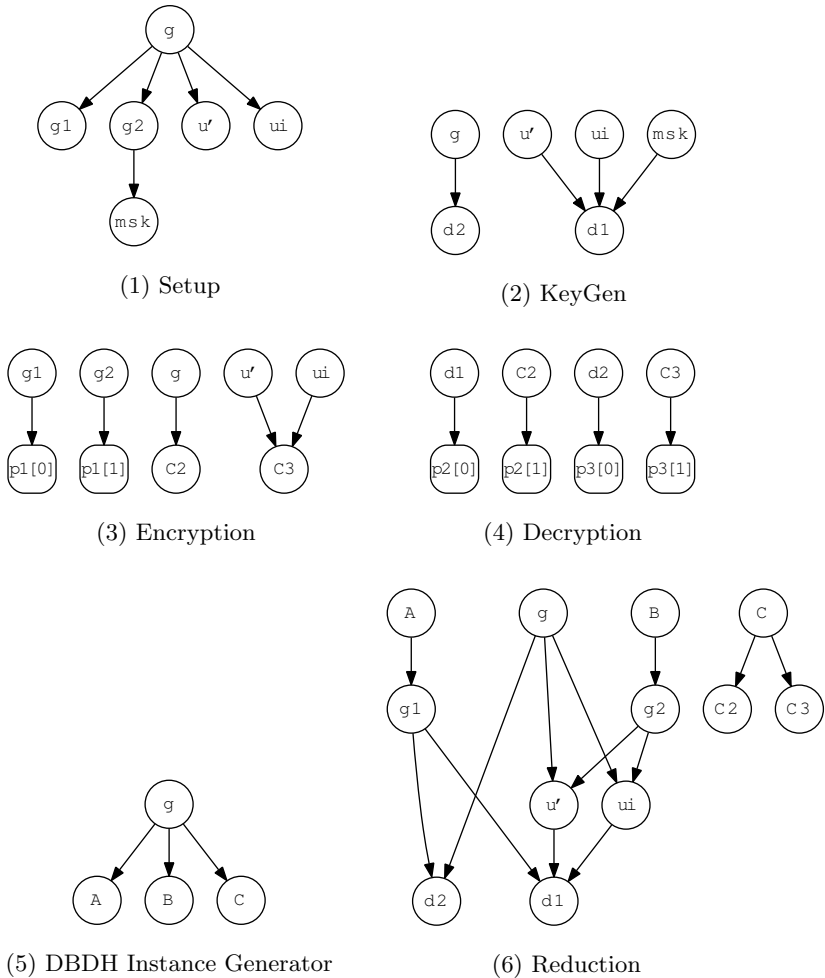 g
g1 g2 u′ ui
msk
(1) Setup
g u′ ui msk
d2 d1
(2) KeyGen
g1 g2 g u′ ui
p1[0] p1[1] C2 C3
(3) Encryption
d1 C2 d2 C3
p2[0] p2[1] p3[0] p3[1]
(4) Decryption
g
A B C
(5) DBDH Instance Generator
A g B C
g1 g2 C2 C3
u′ ui
d2 d1
(6) Reduction